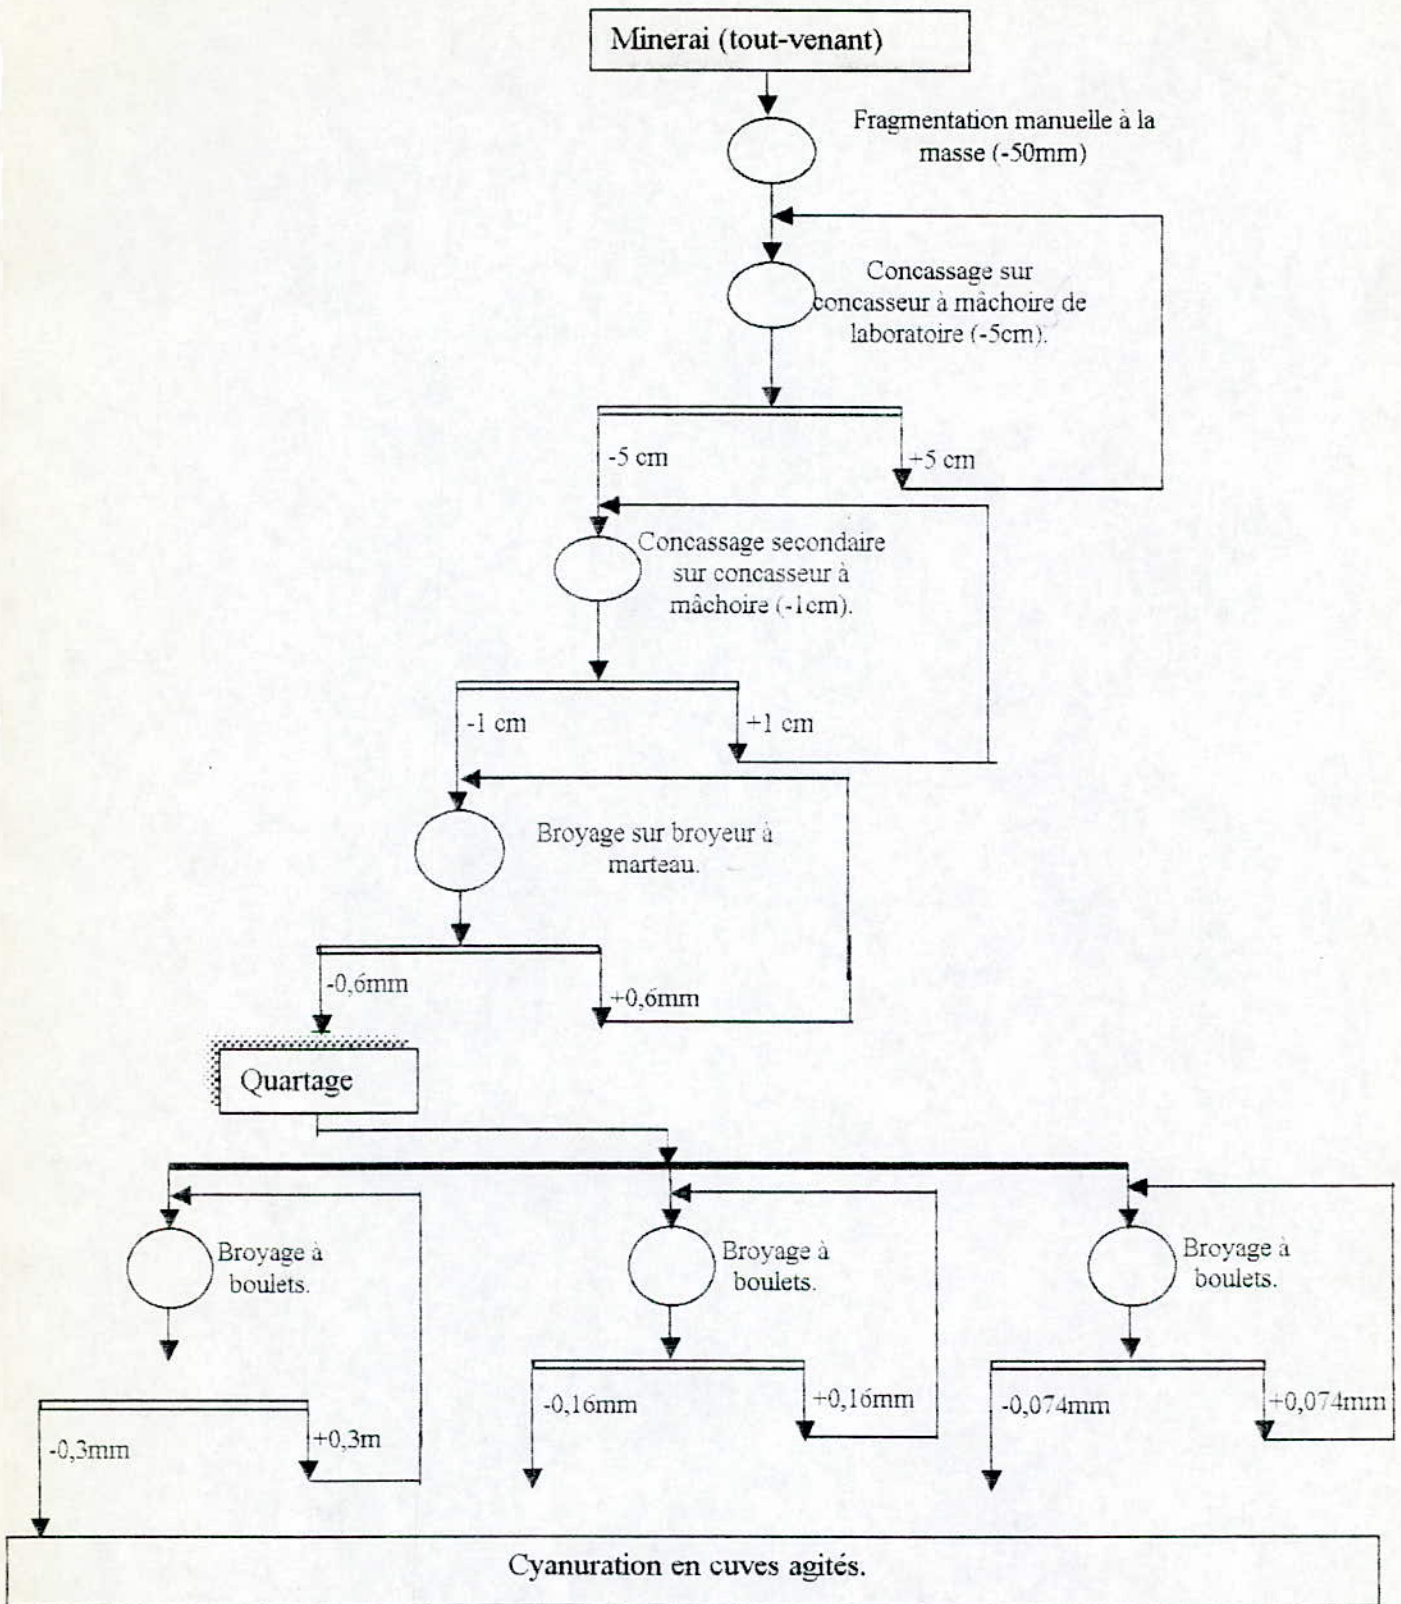 Minerai (tout-venant)
Fragmentation manuelle à la
masse (-50mm)
Concassage sur
concasseur à mâchoire de
laboratoire (-5cm).
-5 cm
+5 cm
Concassage secondaire
sur concasseur à
mâchoire (-1cm).
-1 cm
+1 cm
Broyage sur broyeur à
marteau.
-0,6mm
+0,6mm
Quartage
Broyage à
boulets.
Broyage à
boulets.
Broyage à
boulets.
-0,3mm
+0,3m
-0,16mm
+0,16mm
-0,074mm
+0,074mm
Cyanuration en cuves agités.